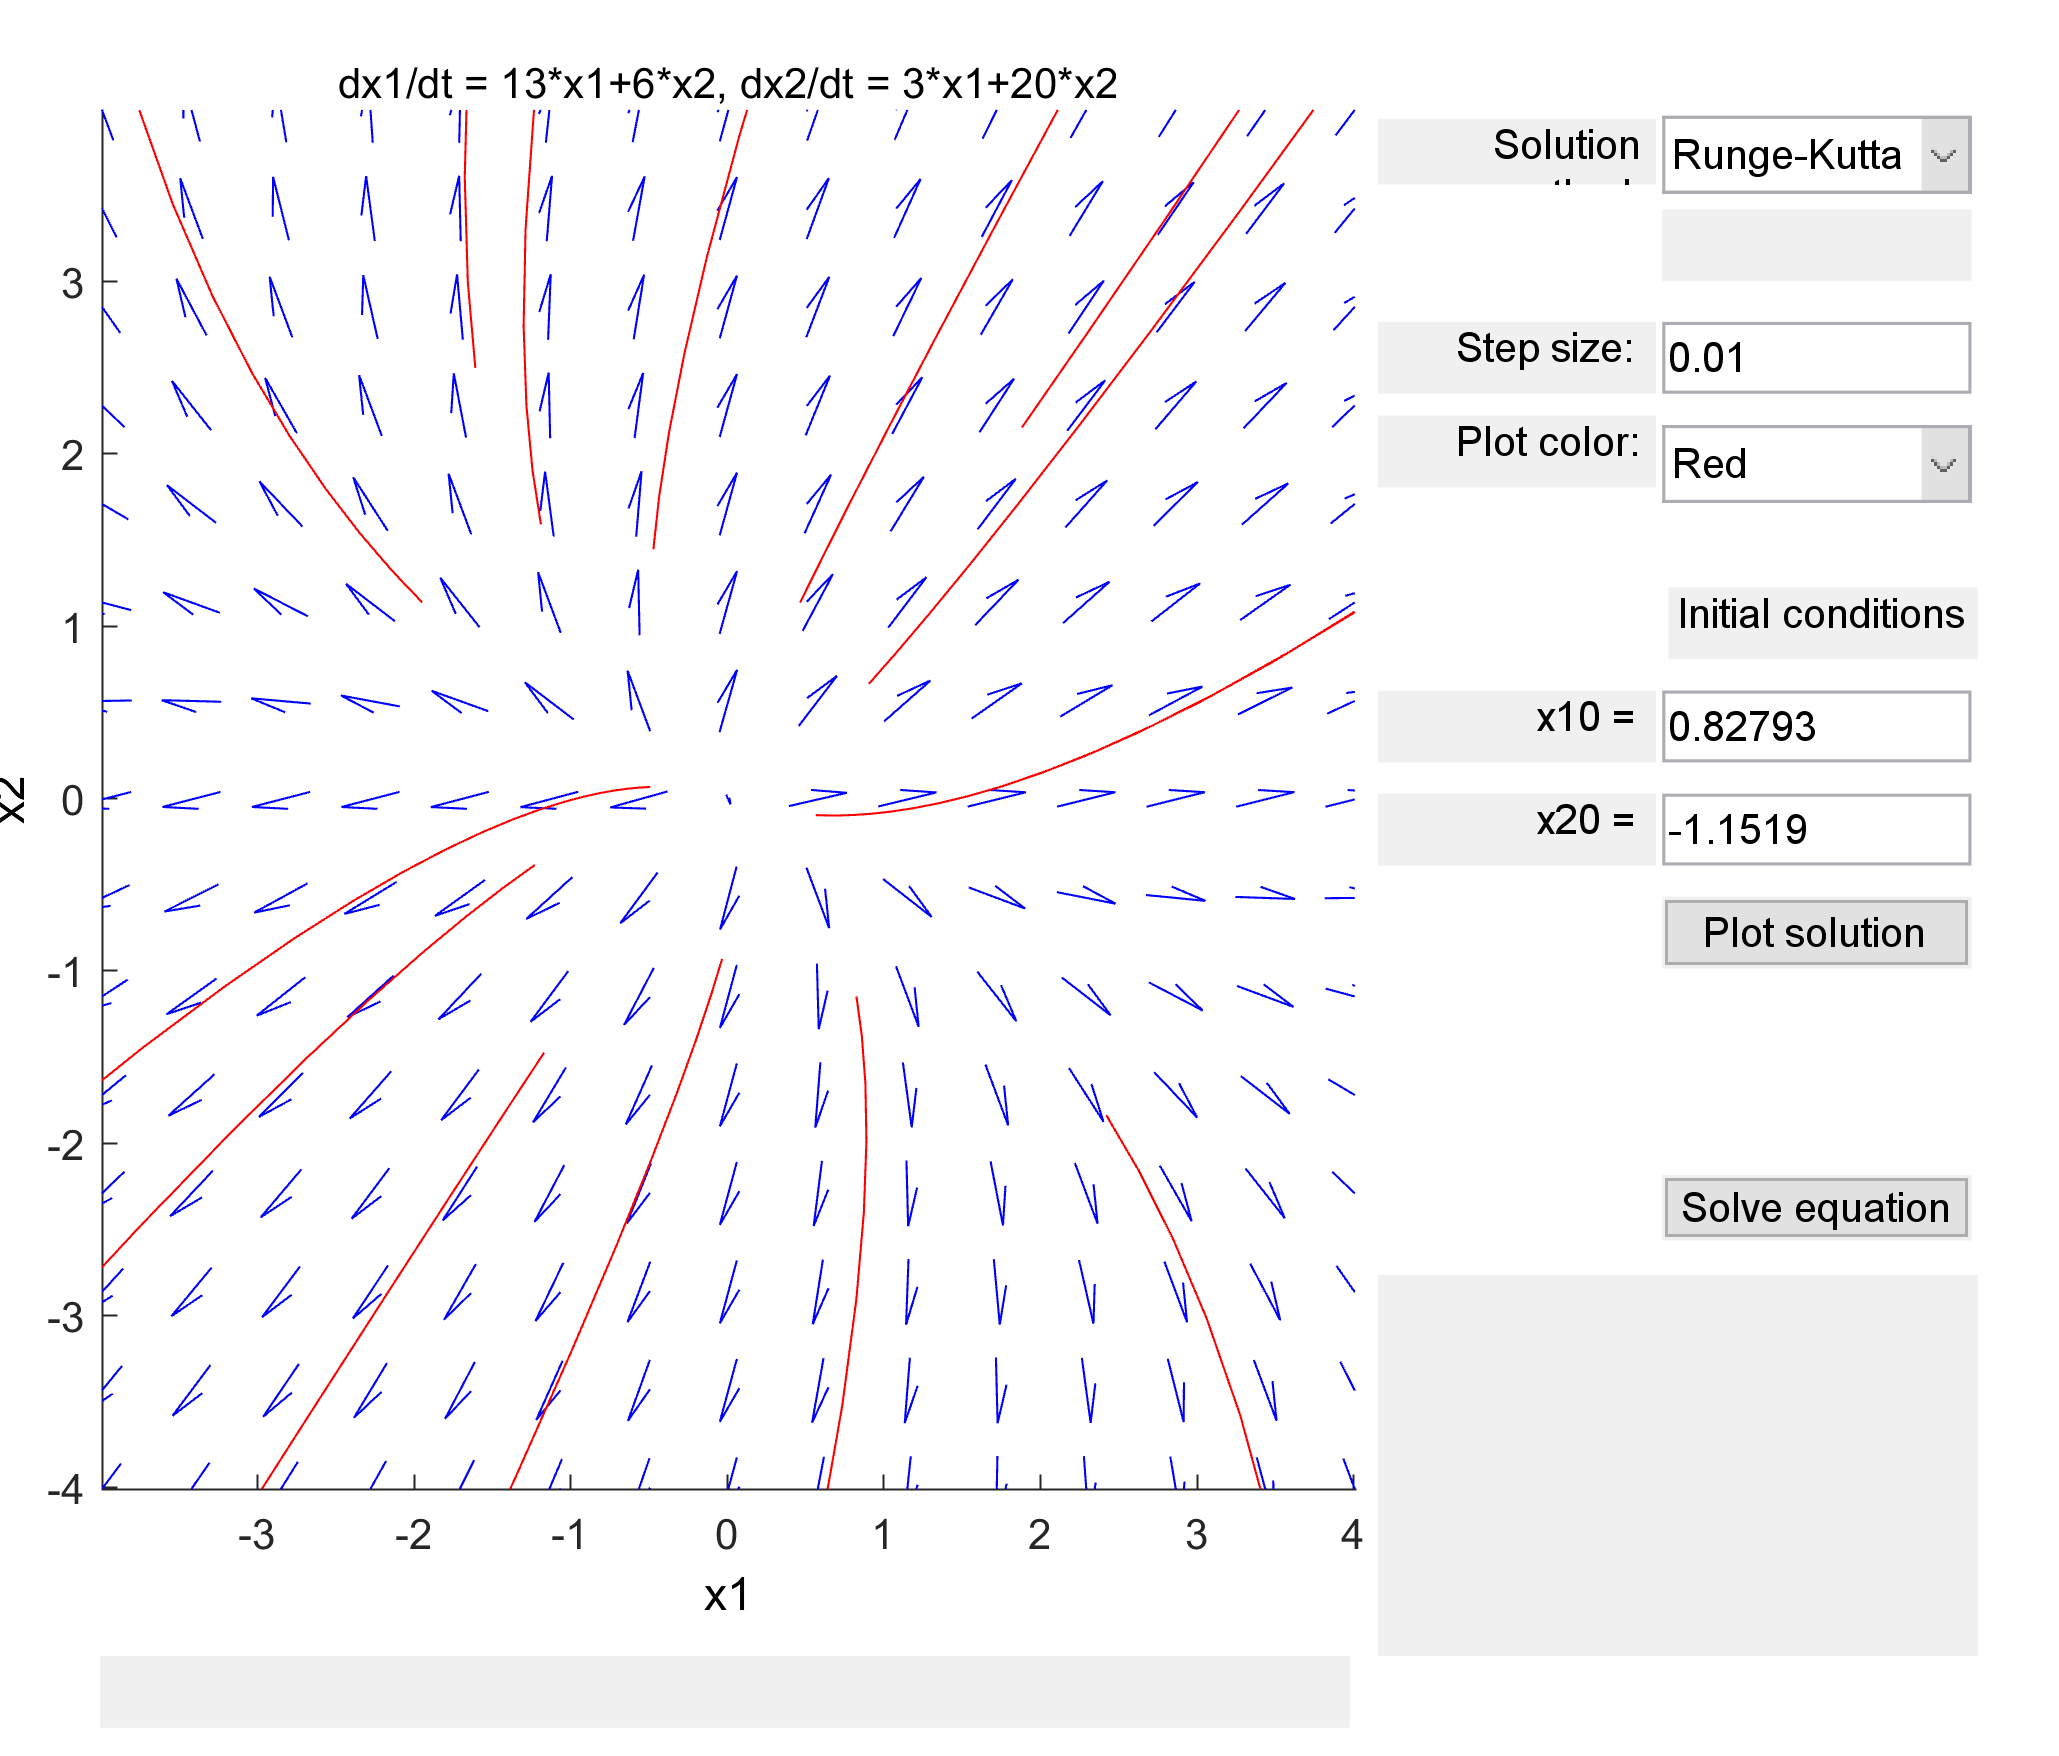 dx1/dt = 13*x1+6*x2, dx2/dt = 3*x1+20*x2
Solution
Runge-Kutta
Step size:
0.01
Plot color:
Red
Initial conditions
x10 =
0.82793
x20 =
-1.1519
Plot solution
Solve equation
x2
3
2
1
0
-1
-2
-3
-4
-3
-2
-1
0
1
2
3
4
x1